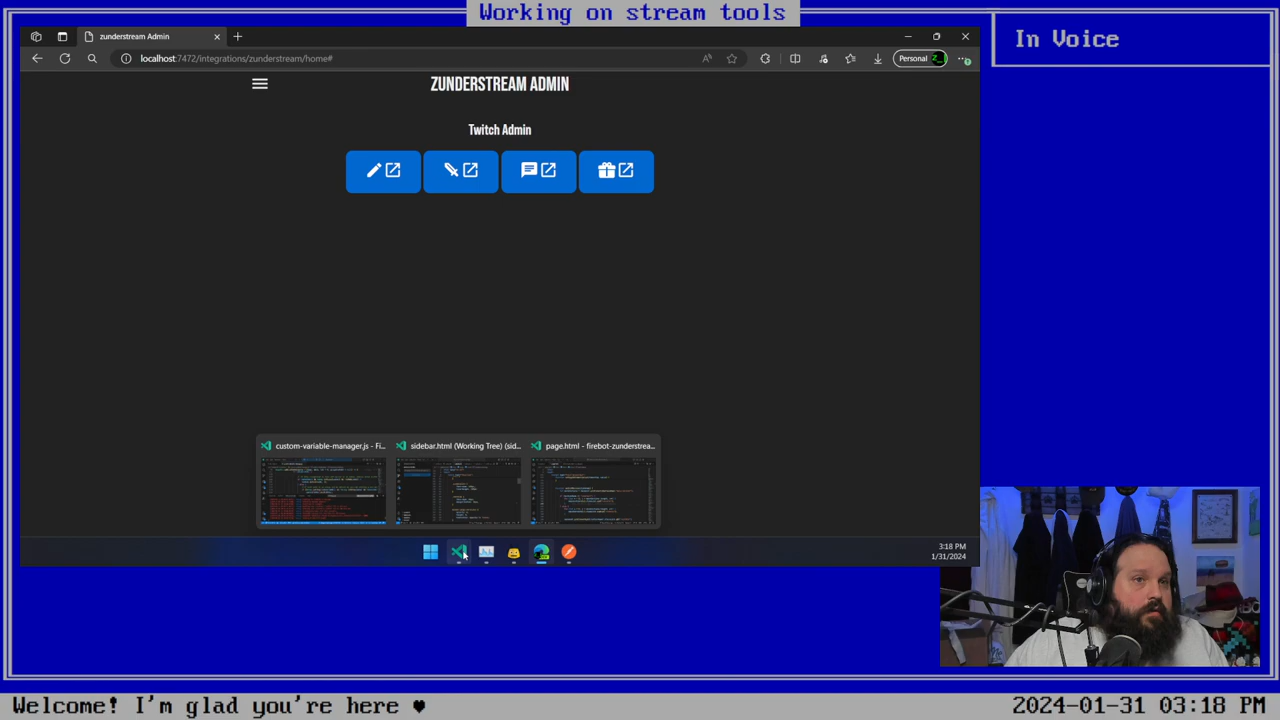 Working on stream tools
In Voice
zunderstream Admin
localhost:7472/integrations/zunderstream/home#
Personal
ZUNDERSTREAM ADMIN
Twitch Admin
custom-variable-manager.js - Fi...
sidebar.html (Working Tree) (sid...
page.html - firebot-zunderstrea...
3:18 PM
1/31/2024
Welcome! I'm glad you're here ♥
2024-01-31 03:18 PM